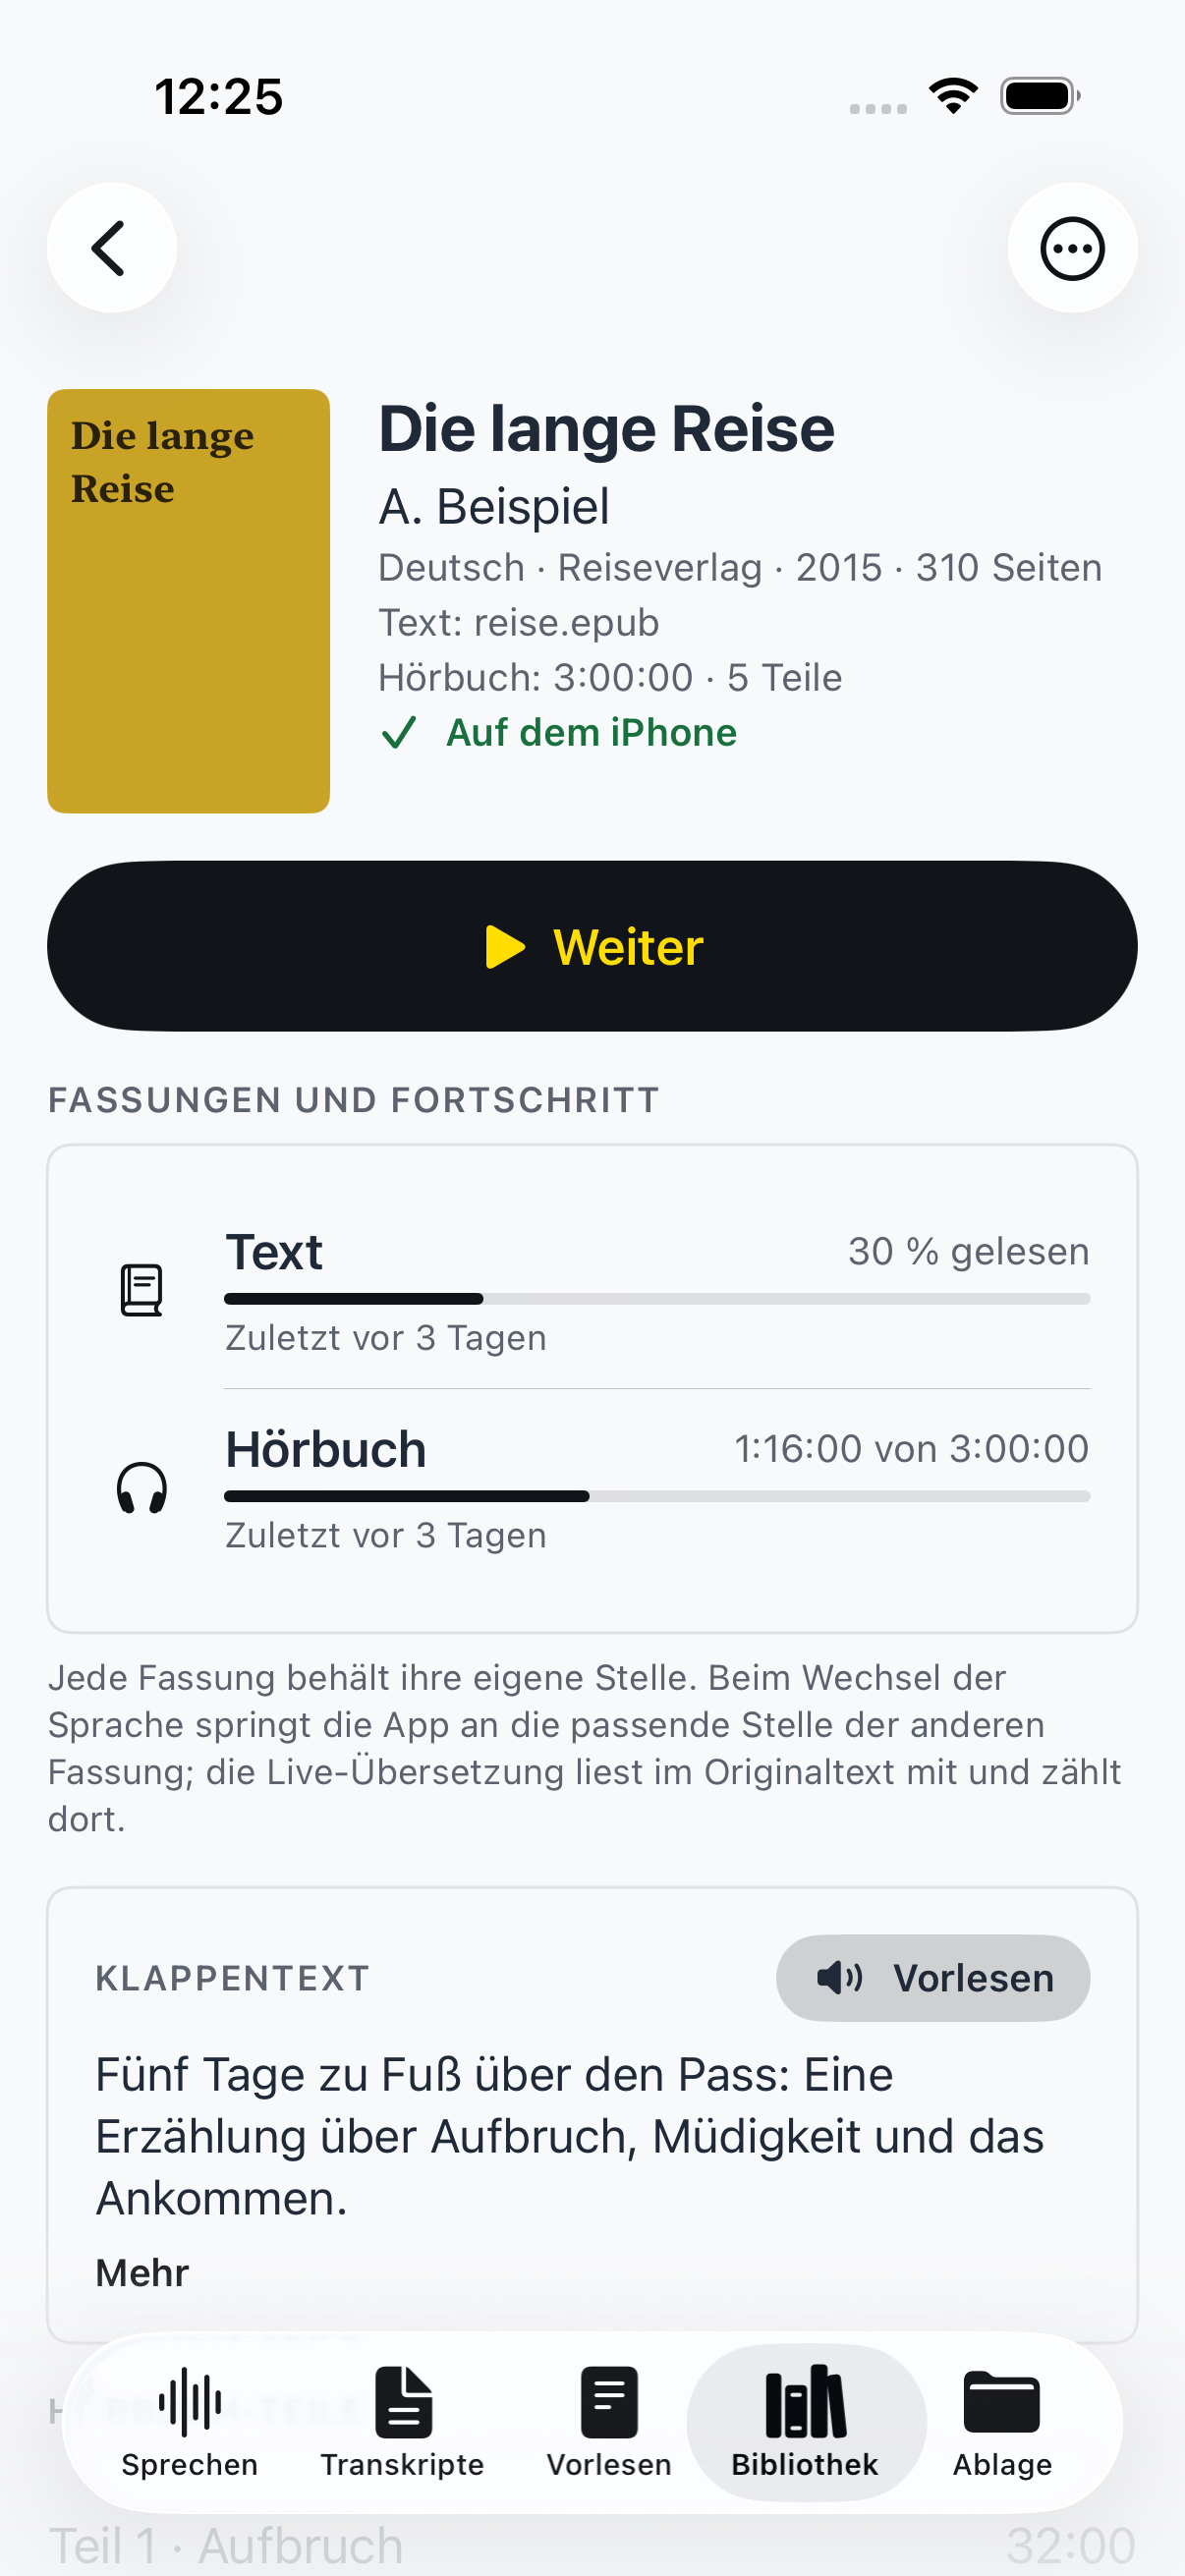 12:25
Die lange
Reise
Die lange Reise
A. Beispiel
Deutsch · Reiseverlag · 2015 · 310 Seiten
Text: reise.epub
Hörbuch: 3:00:00 · 5 Teile
Auf dem iPhone
Weiter
FASSUNGEN UND FORTSCHRITT
Text 30 % gelesen
Zuletzt vor 3 Tagen
Hörbuch 1:16:00 von 3:00:00
Zuletzt vor 3 Tagen
Jede Fassung behält ihre eigene Stelle. Beim Wechsel der
Sprache springt die App an die passende Stelle der anderen
Fassung; die Live-Übersetzung liest im Originaltext mit und zählt
dort.
KLAPPENTEXT Vorlesen
Fünf Tage zu Fuß über den Pass: Eine
Erzählung über Aufbruch, Müdigkeit und das
Ankommen.
Mehr
Sprechen Transkripte Vorlesen Bibliothek Ablage
Teil 1 · Aufbruch 32:00